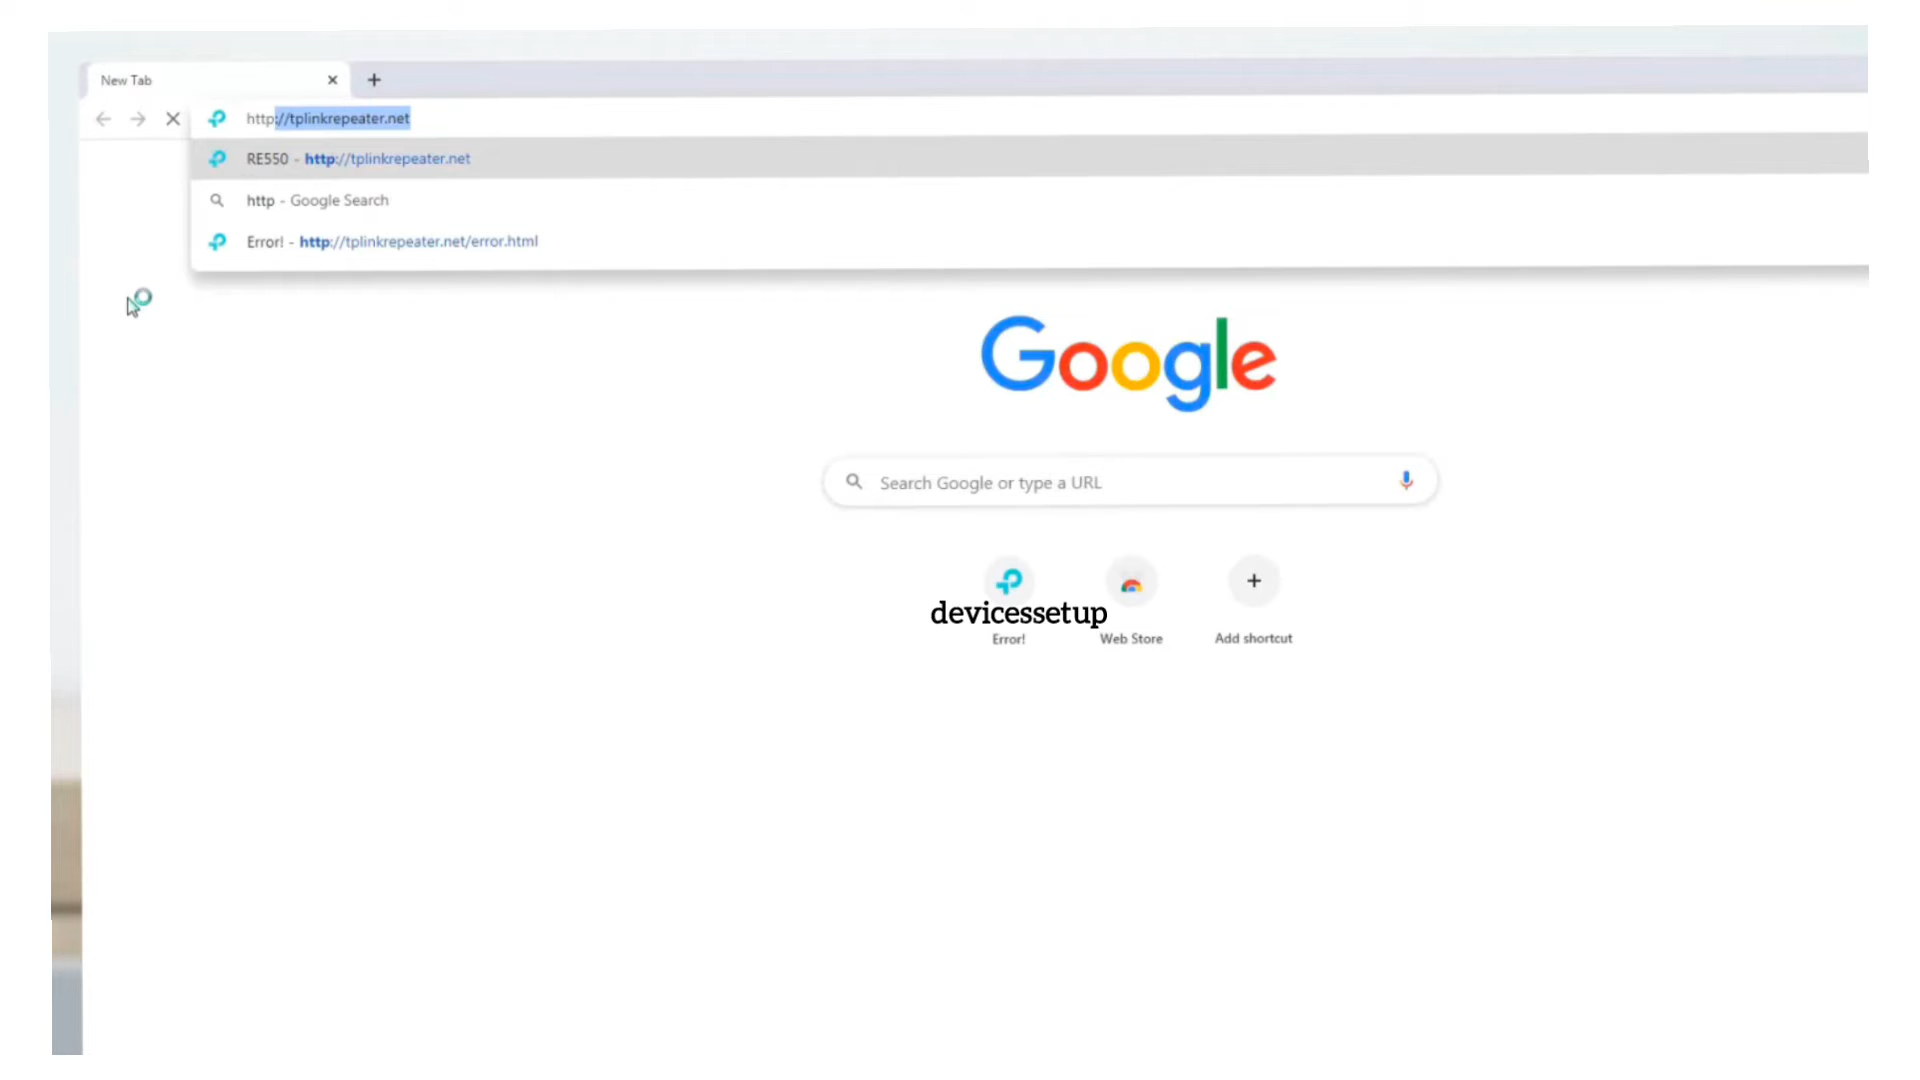 New Tab
http://tplinkrepeater.net
RE550 - http://tplinkrepeater.net
http - Google Search
Error! - http://tplinkrepeater.net/error.html
Google
Search Google or type a URL
devicessetup
Error! Web Store Add shortcut